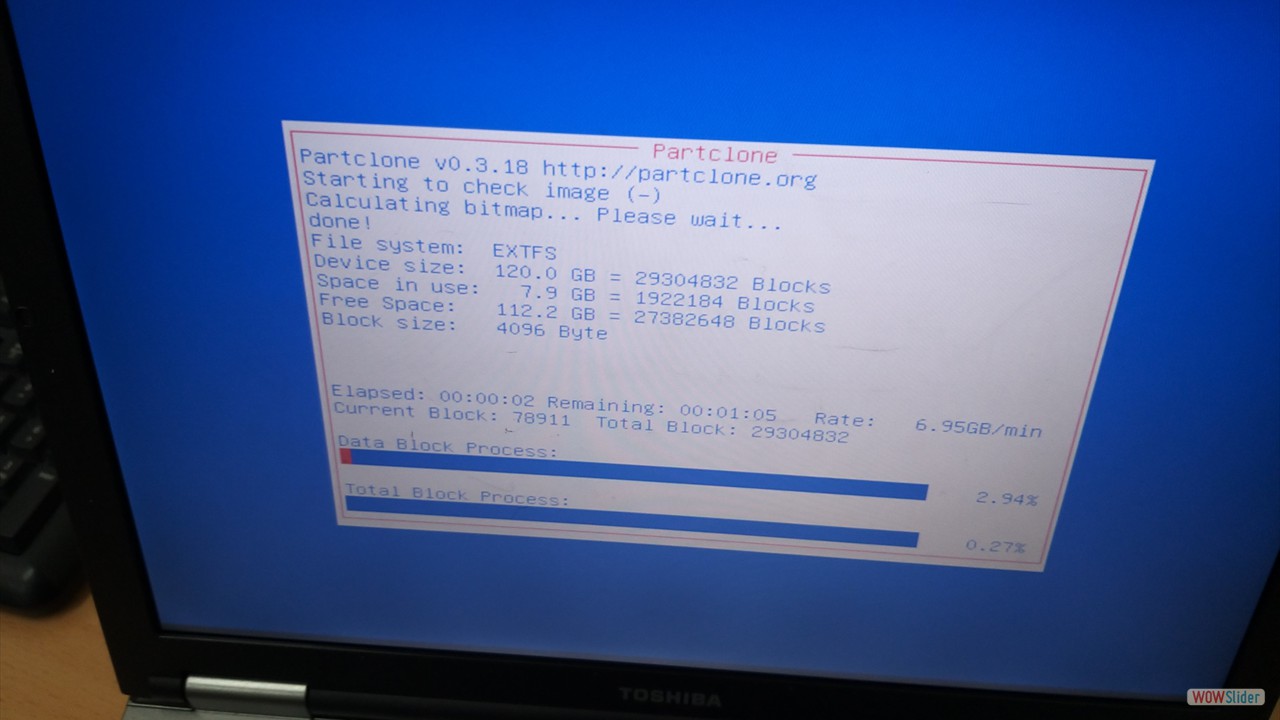 Partclone
Partclone v0.3.18 http://partclone.org
Starting to check image (-)
Calculating bitmap... Please wait...
done!
File system: EXTFS
Device size: 120.0 GB = 29304832 Blocks
Space in use: 7.9 GB = 1922184 Blocks
Free Space: 112.2 GB = 27382648 Blocks
Block size: 4096 Byte
Elapsed: 00:00:02 Remaining: 00:01:05 Rate: 6.95GB/min
Current Block: 78911 Total Block: 29304832
Data Block Process:
2.94%
Total Block Process:
0.27%
TOSHIBA
WOWSlider